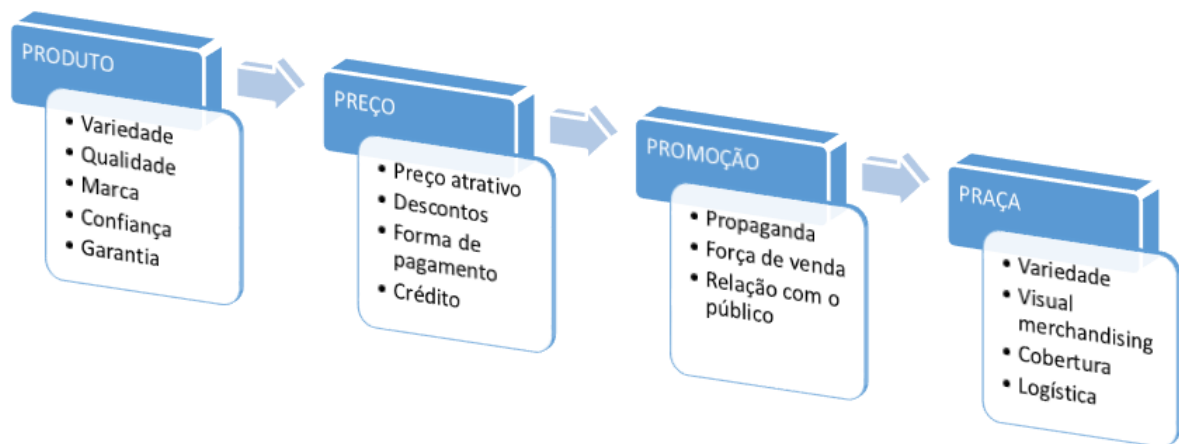 PRODUTO
• Variedade
• Qualidade
• Marca
• Confiança
• Garantia
PREÇO
• Preço atrativo
• Descontos
• Forma de
pagamento
• Crédito
PROMOÇÃO
• Propaganda
• Força de venda
• Relação com o
público
PRAÇA
• Variedade
• Visual
merchandising
• Cobertura
• Logística